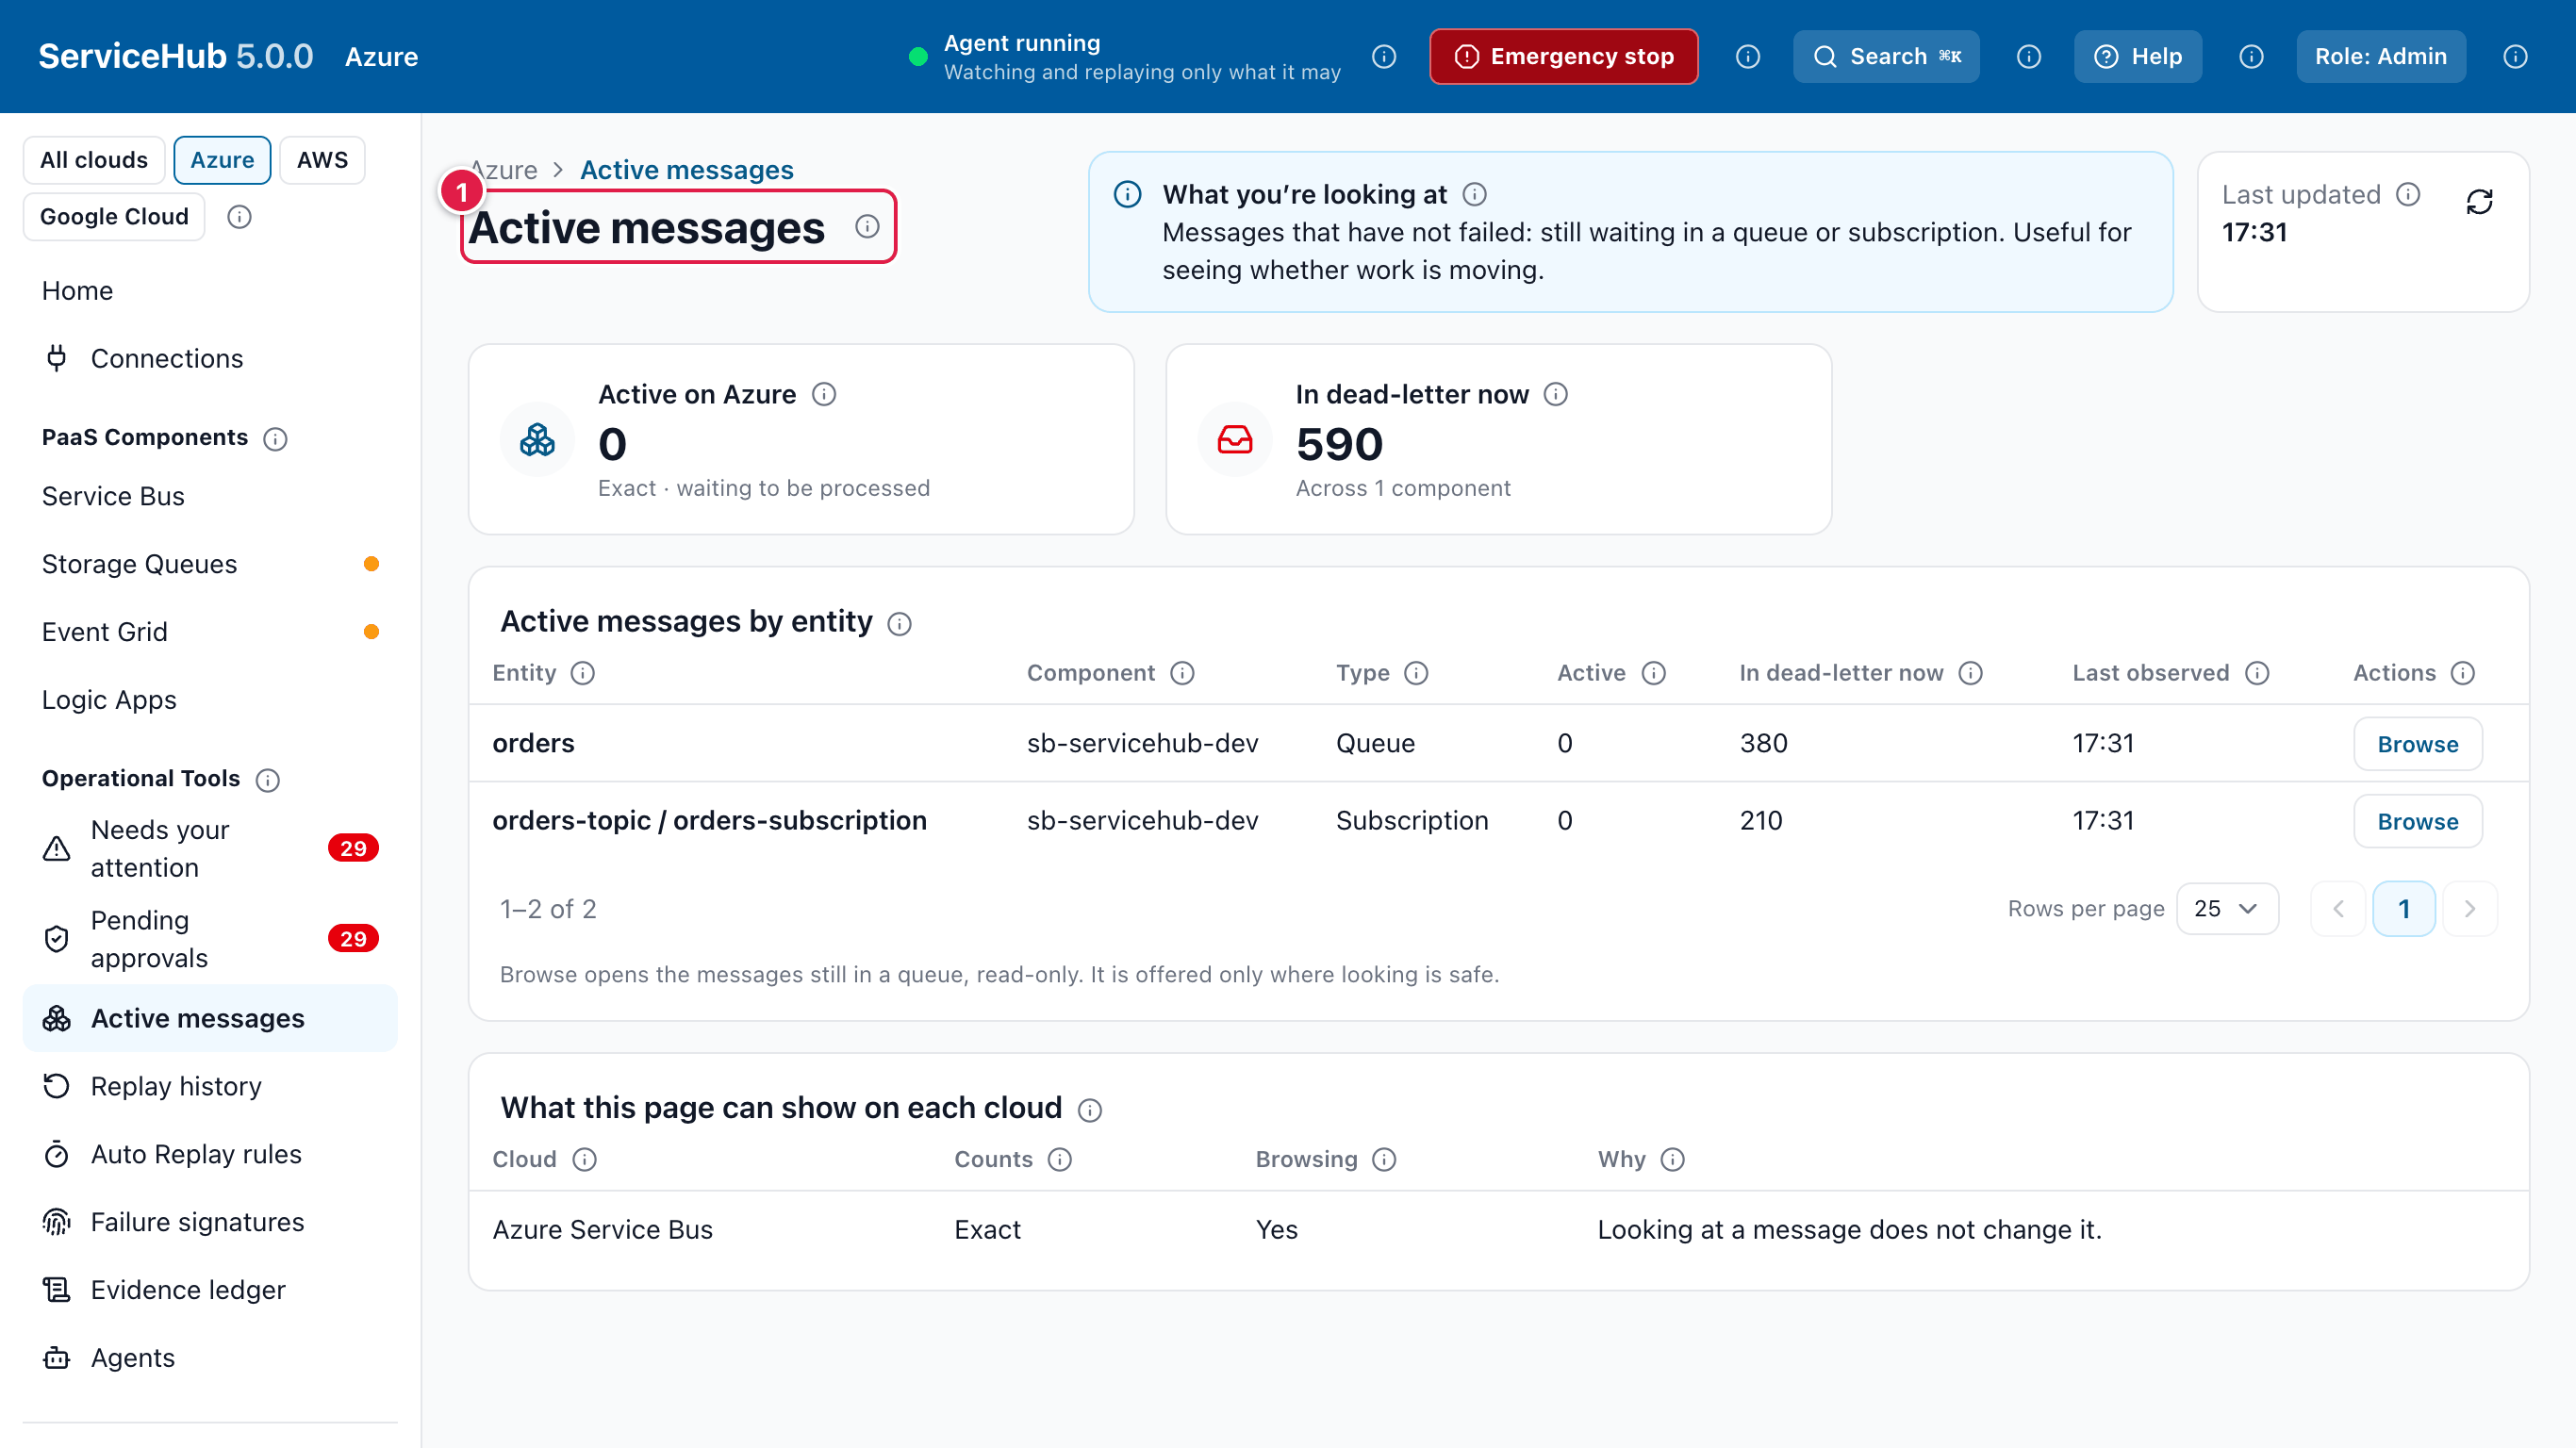 ServiceHub 5.0.0 Azure
Agent running
Watching and replaying only what it may
Emergency stop
Search ⌘K
Help
Role: Admin
All clouds
Azure
AWS
Google Cloud
Home
Connections
PaaS Components
Service Bus
Storage Queues
Event Grid
Logic Apps
Operational Tools
Needs your
attention
29
Pending
approvals
29
Active messages
Replay history
Auto Replay rules
Failure signatures
Evidence ledger
Agents
Azure > Active messages
1
Active messages
What you’re looking at
Messages that have not failed: still waiting in a queue or subscription. Useful for
seeing whether work is moving.
Last updated
17:31
Active on Azure
0
Exact · waiting to be processed
In dead-letter now
590
Across 1 component
Active messages by entity
Entity Component Type Active In dead-letter now Last observed Actions
orders sb-servicehub-dev Queue 0 380 17:31 Browse
orders-topic / orders-subscription sb-servicehub-dev Subscription 0 210 17:31 Browse
1–2 of 2
Rows per page 25 1
Browse opens the messages still in a queue, read-only. It is offered only where looking is safe.
What this page can show on each cloud
Cloud Counts Browsing Why
Azure Service Bus Exact Yes Looking at a message does not change it.